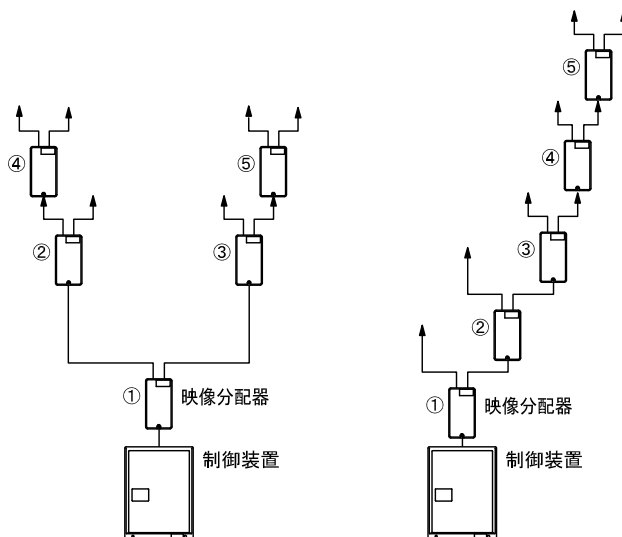 ⑤
④ ⑤ ④
② ③ ③
②
① 映像分配器 ① 映像分配器
制御装置 制御装置